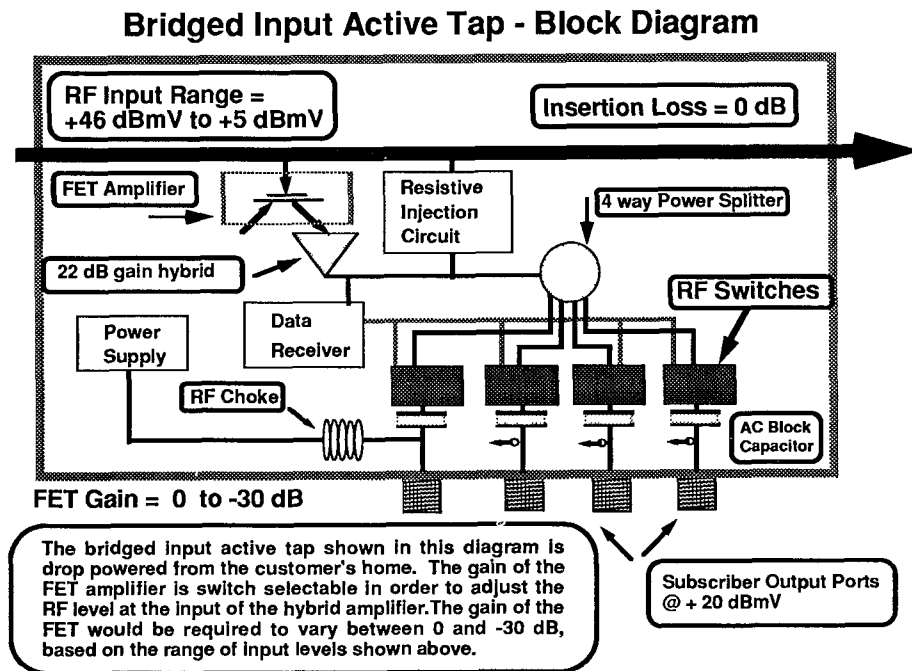 Bridged Input Active Tap - Block Diagram
RF Input Range =
+46 dBmV to +5 dBmV
Insertion Loss = 0 dB
FET Amplifier
Resistive
Injection
Circuit
4 way Power Splitter
22 dB gain hybrid
RF Switches
Power
Supply
Data
Receiver
RF Choke
AC Block
Capacitor
FET Gain = 0 to -30 dB
The bridged input active tap shown in this diagram is
drop powered from the customer's home. The gain of the
FET amplifier is switch selectable in order to adjust the
RF level at the input of the hybrid amplifier.The gain of the
FET would be required to vary between 0 and -30 dB,
based on the range of input levels shown above.
Subscriber Output Ports
@ + 20 dBmV